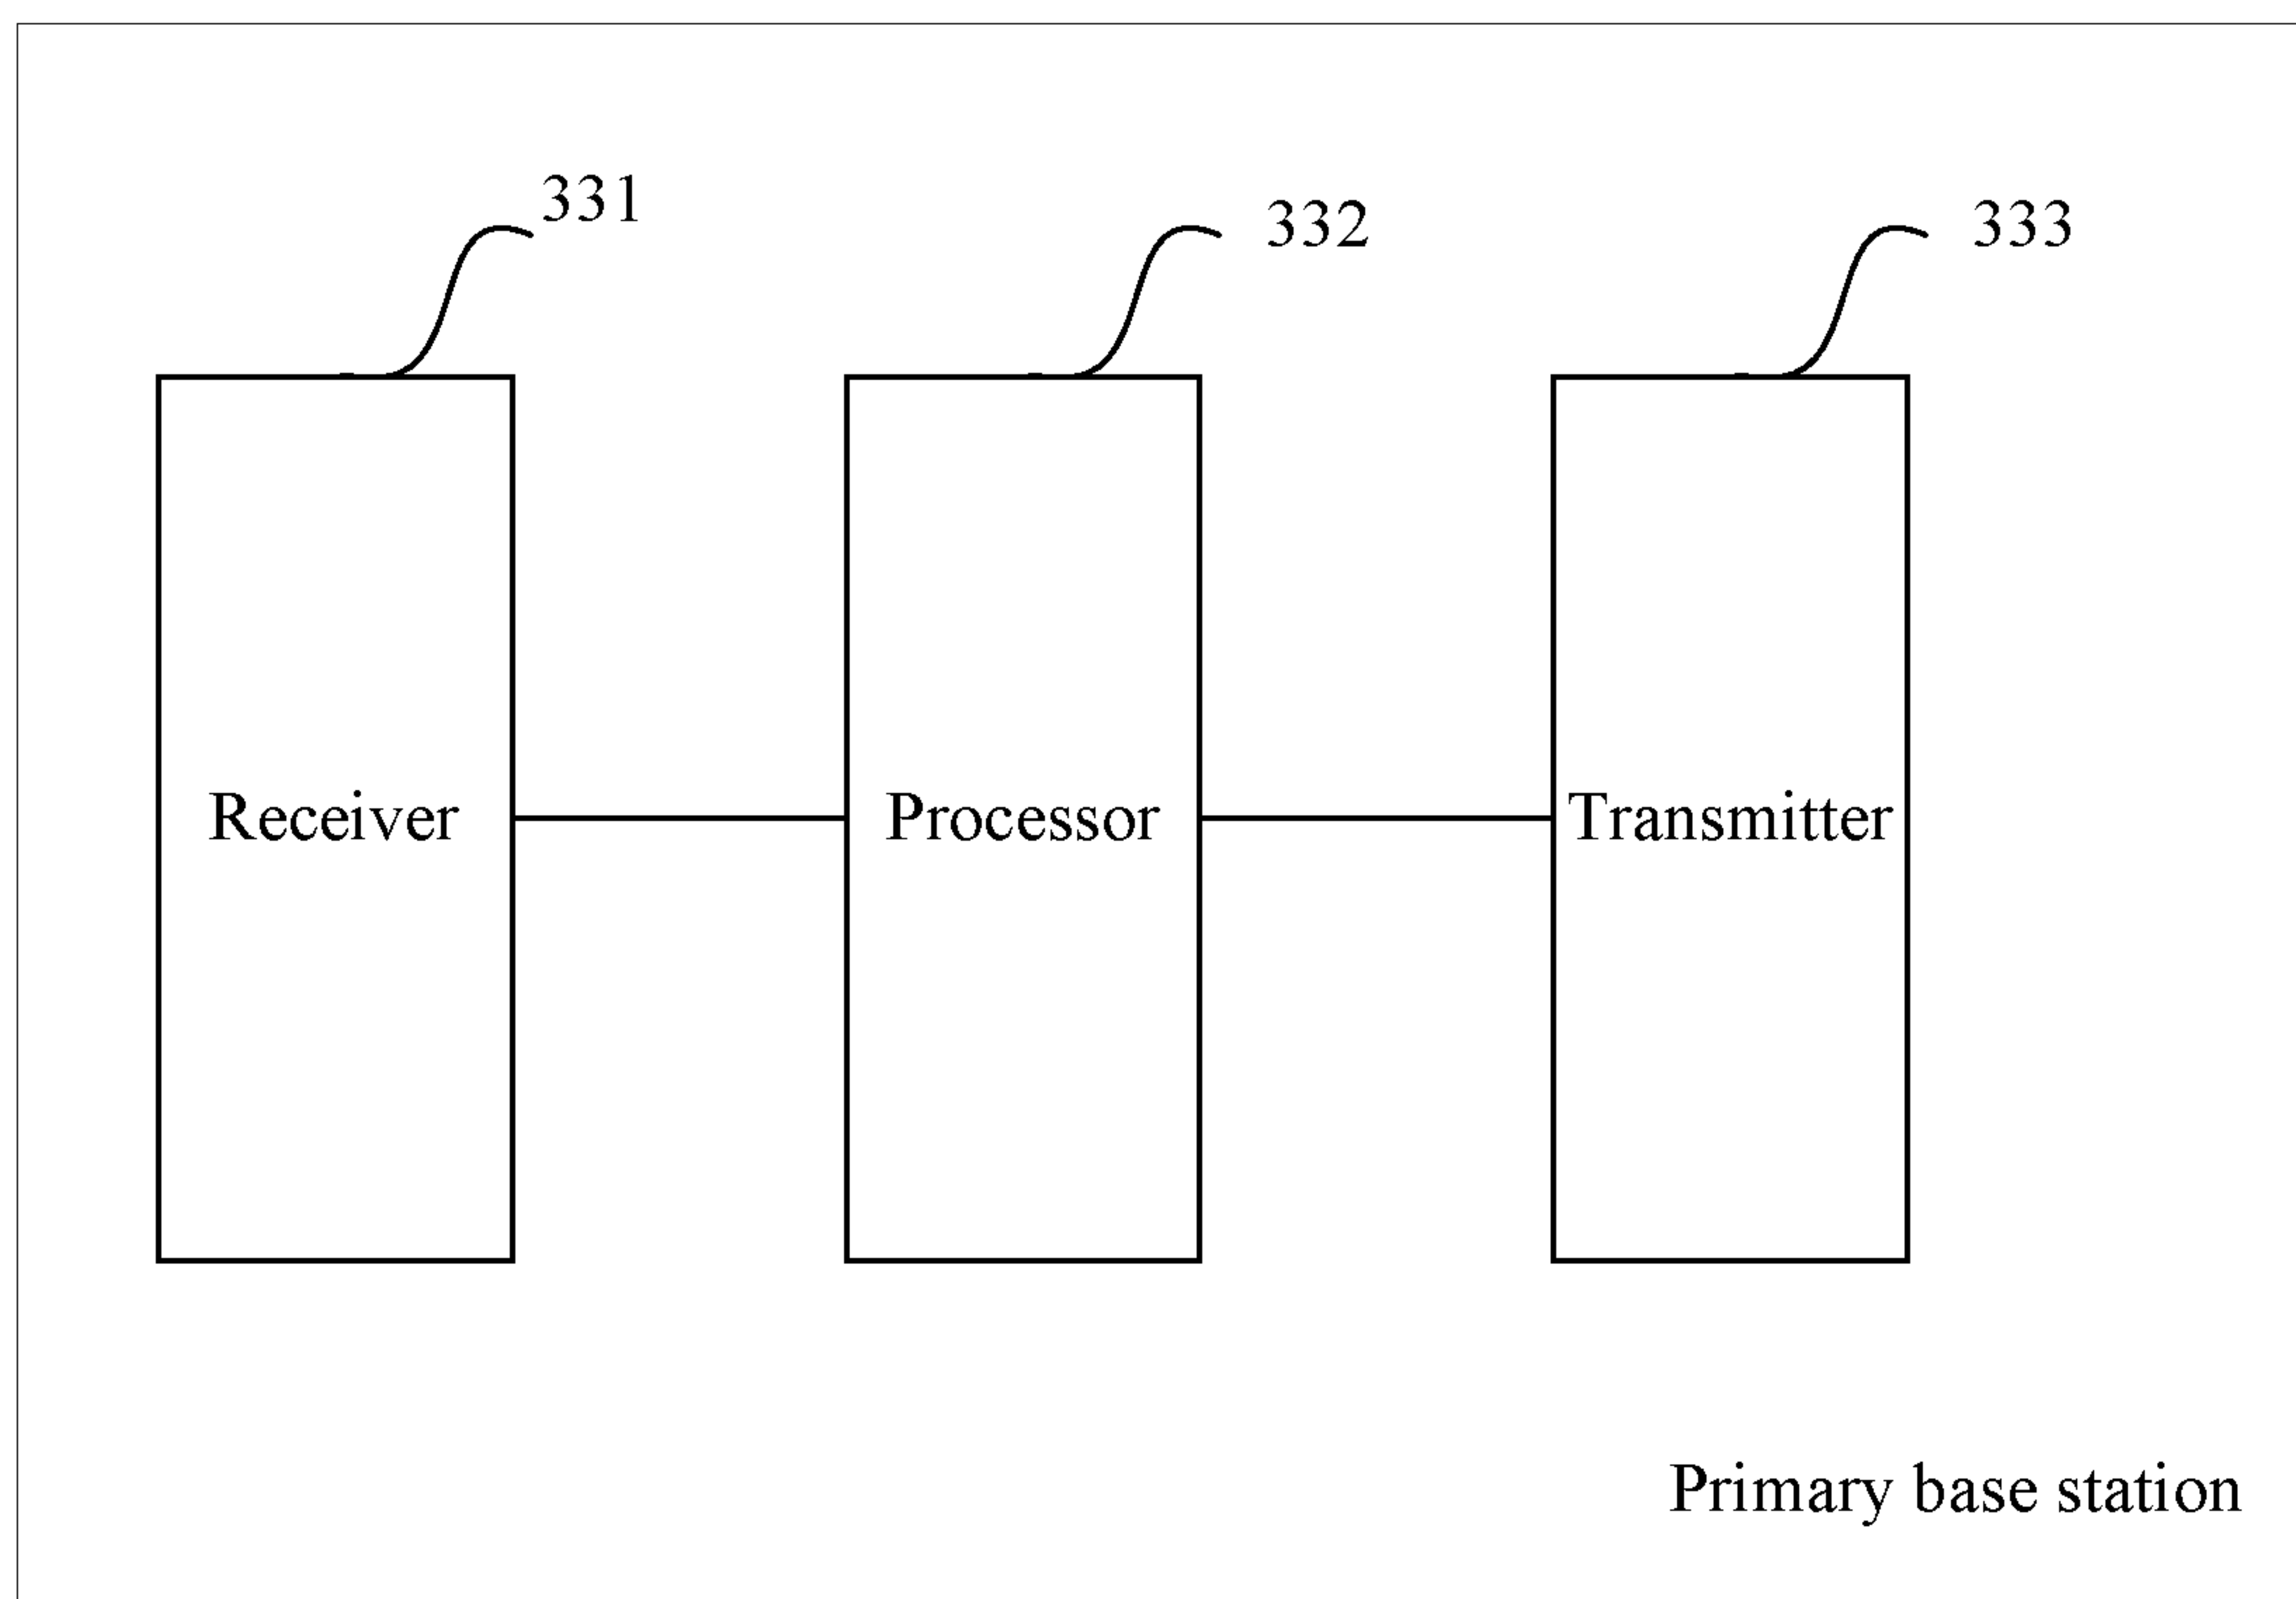 331
332
333
Receiver
Processor
Transmitter
Primary base station